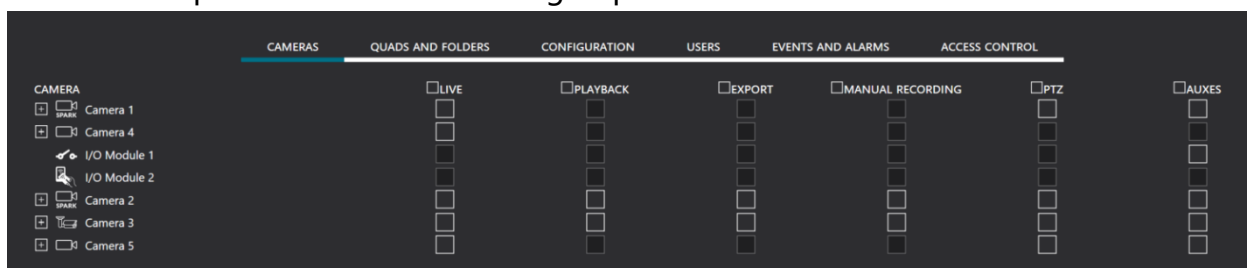 CAMERAS QUADS AND FOLDERS CONFIGURATION USERS EVENTS AND ALARMS ACCESS CONTROL
CAMERA LIVE PLAYBACK EXPORT MANUAL RECORDING PTZ AUXES
SPARK Camera 1
Camera 4
I/O Module 1
I/O Module 2
SPARK Camera 2
Camera 3
Camera 5